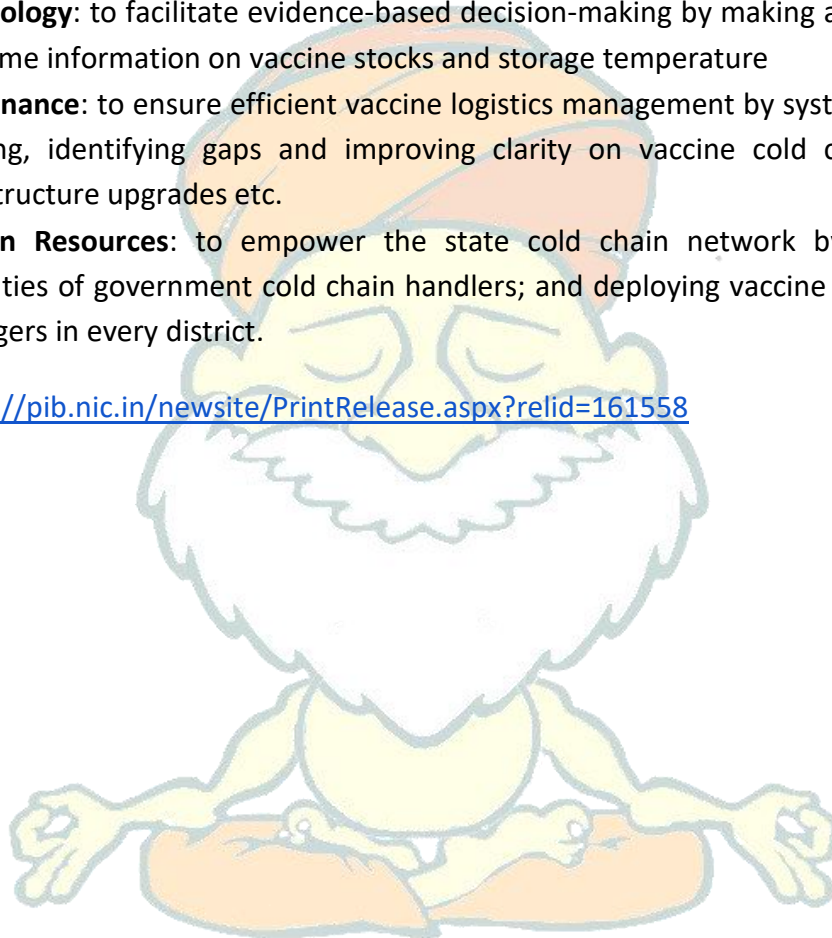 ology: to facilitate evidence-based decision-making by making a
me information on vaccine stocks and storage temperature
nance: to ensure efficient vaccine logistics management by syst
ng, identifying gaps and improving clarity on vaccine cold c
tructure upgrades etc.
n Resources: to empower the state cold chain network b
ties of government cold chain handlers; and deploying vaccine
gers in every district.
://pib.nic.in/newsite/PrintRelease.aspx?relid=161558